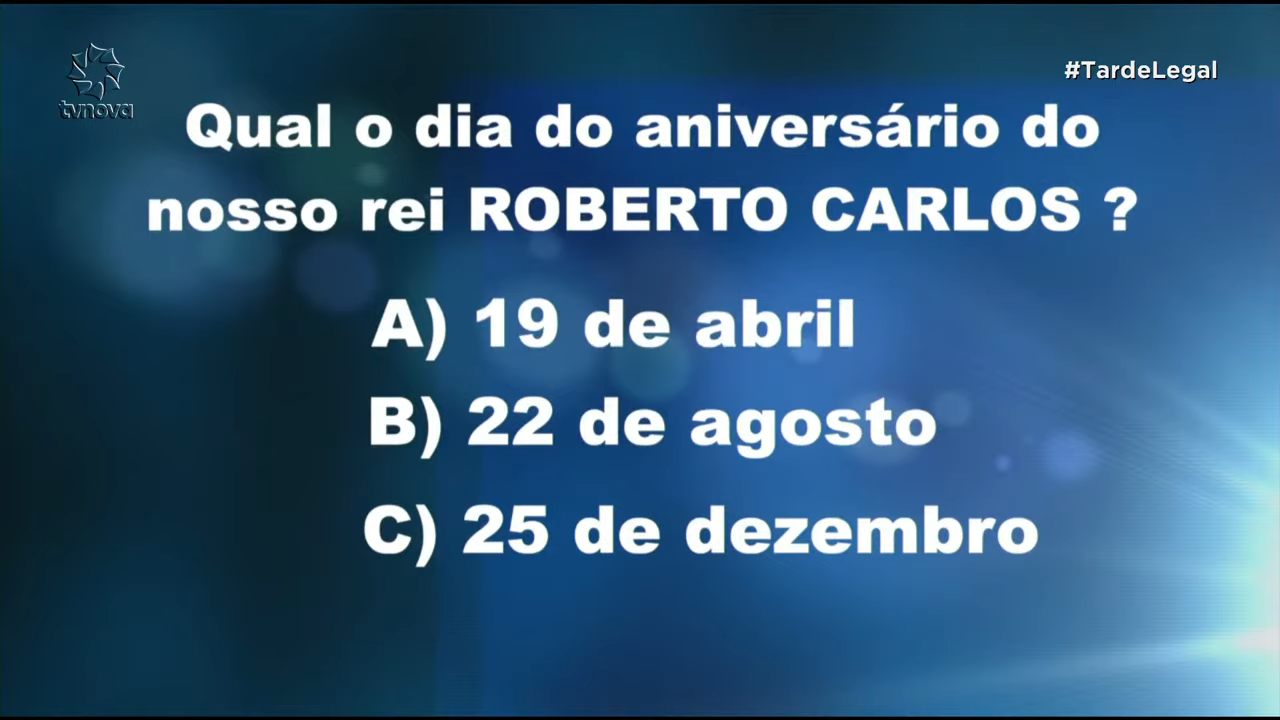 tvnova
#TardeLegal
Qual o dia do aniversário do
nosso rei ROBERTO CARLOS ?
A) 19 de abril
B) 22 de agosto
C) 25 de dezembro